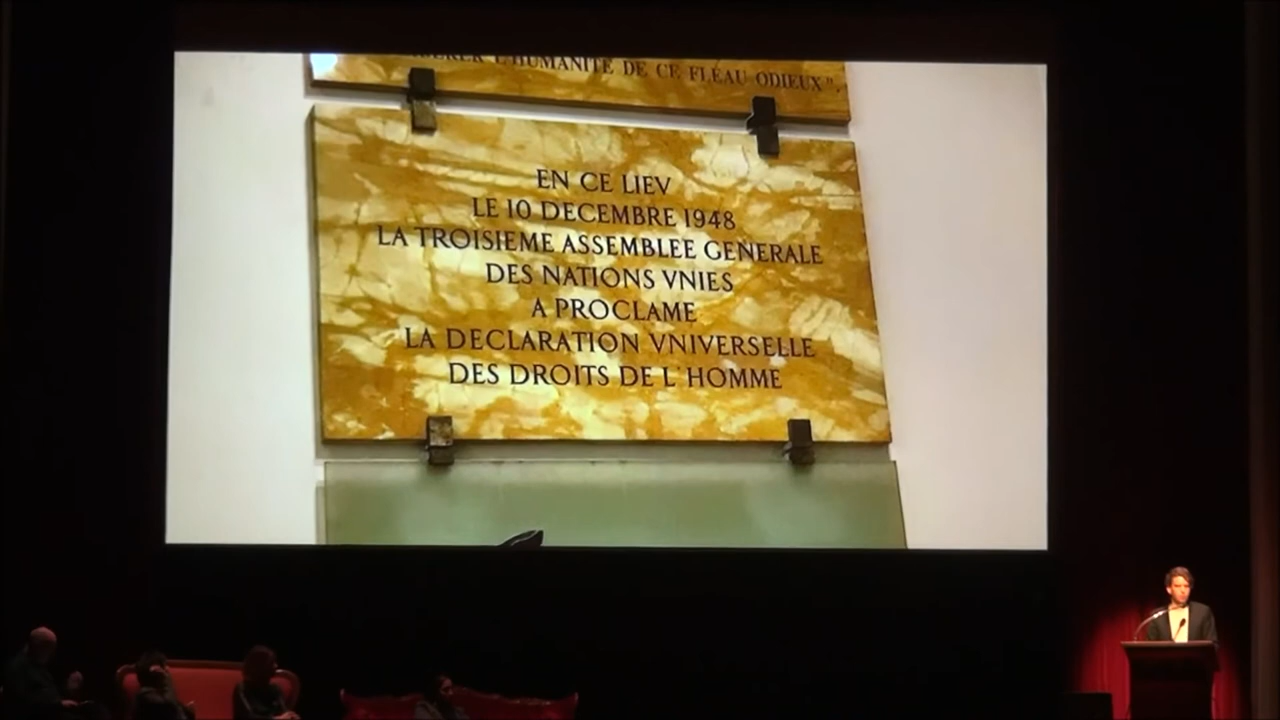 L'HUMANITE DE CE FLEAU ODIEUX".
EN CE LIEV
LE 10 DECEMBRE 1948
LA TROISIEME ASSEMBLEE GENERALE
DES NATIONS VNIES
A PROCLAME
LA DECLARATION VNIVERSELLE
DES DROITS DE L'HOMME